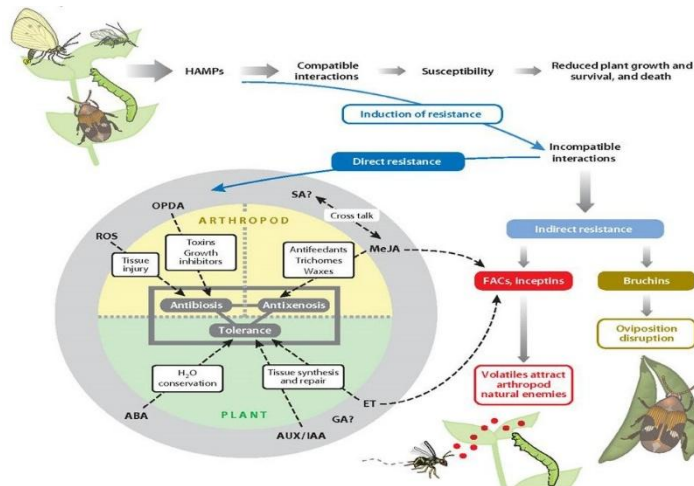 HAMPs
Compatible
interactions
Susceptibility
Reduced plant growth and
survival, and death
Induction of resistance
Incompatible
interactions
Direct resistance
SA?
OPDA
ARTHROPOD
Cross talk
ROS
Toxins
Growth
inhibitors
MeJA
Tissue
injury
Antifeedants
Trichomes
Waxes
Indirect resistance
FACs, Inceptins
Bruchins
Antibiosis
Antixenosis
Tolerance
Oviposition
disruption
H2O
conservation
Tissue synthesis
and repair
Volatiles attract
arthropod
natural enemies
ABA
PLANT
GA?
ET
AUX/IAA